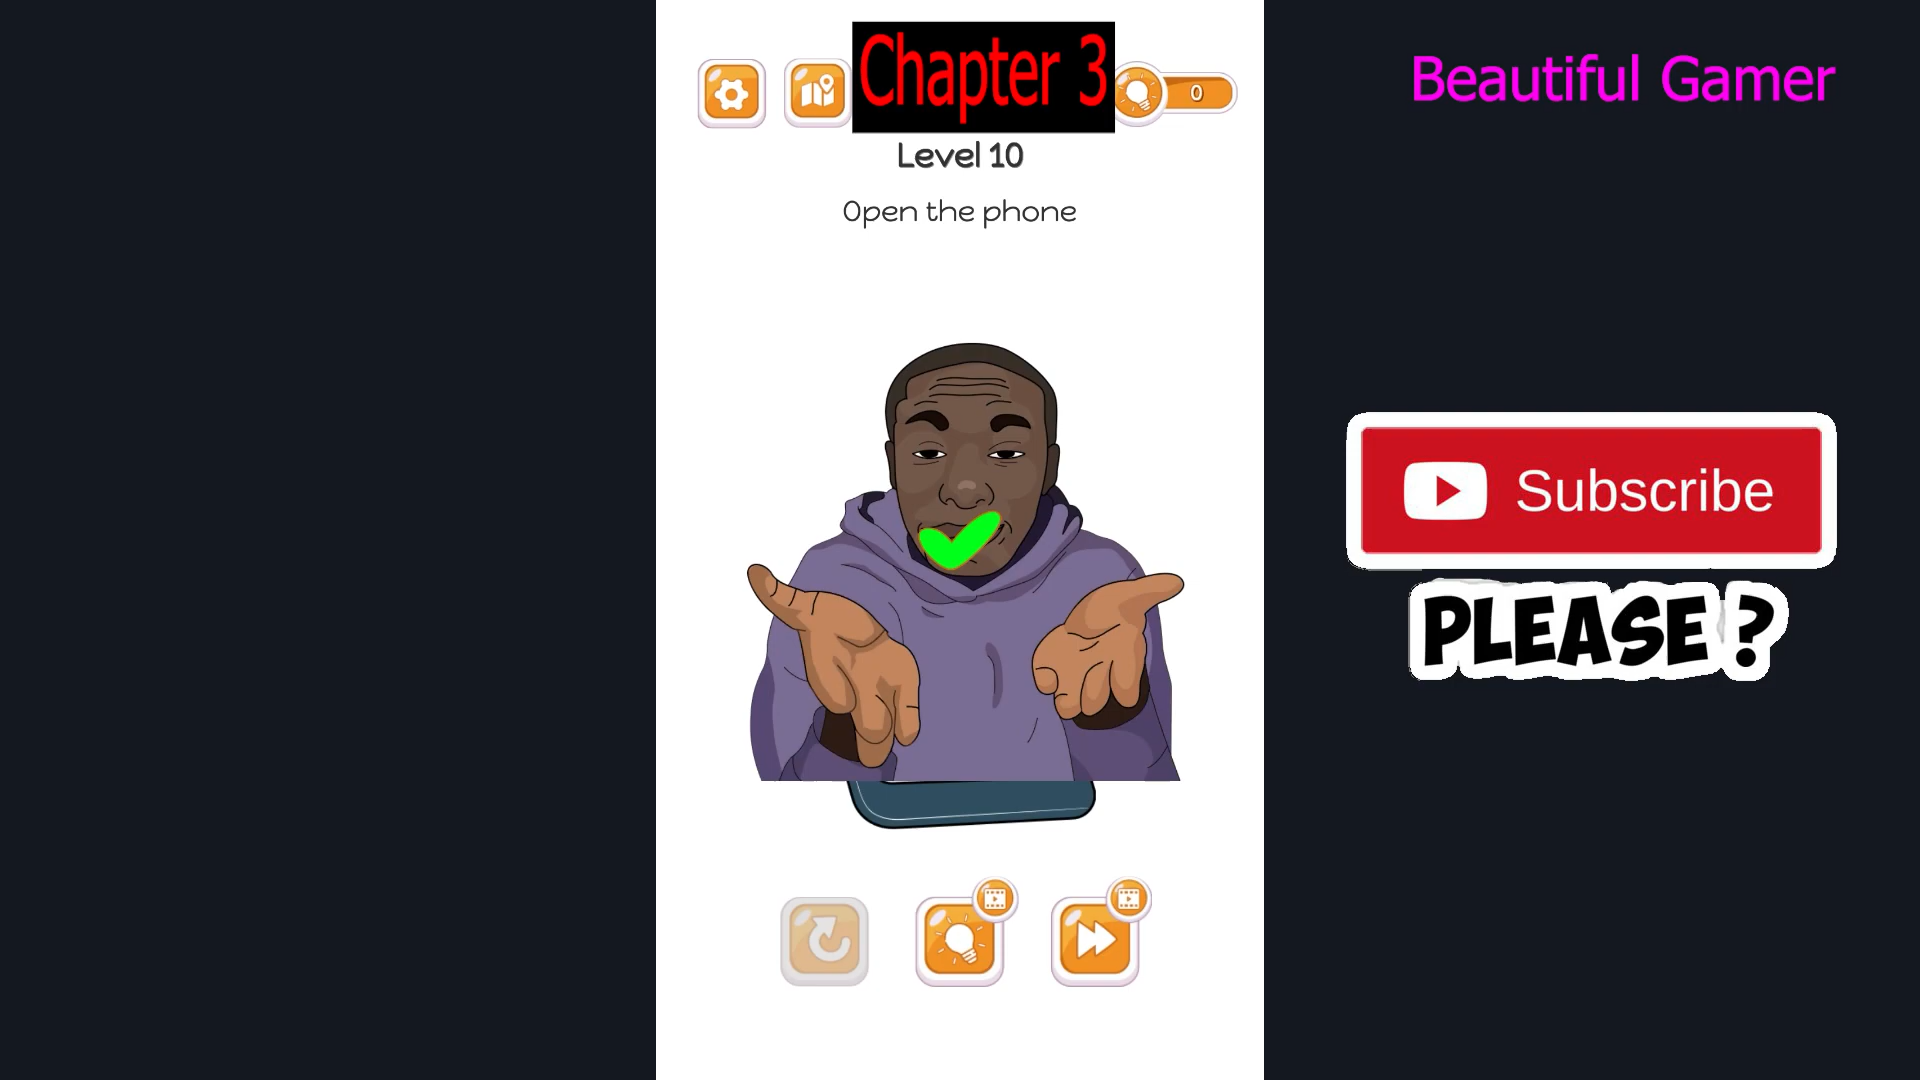 Chapter 3
0
Beautiful Gamer
Level 10
Open the phone
Subscribe
PLEASE ?